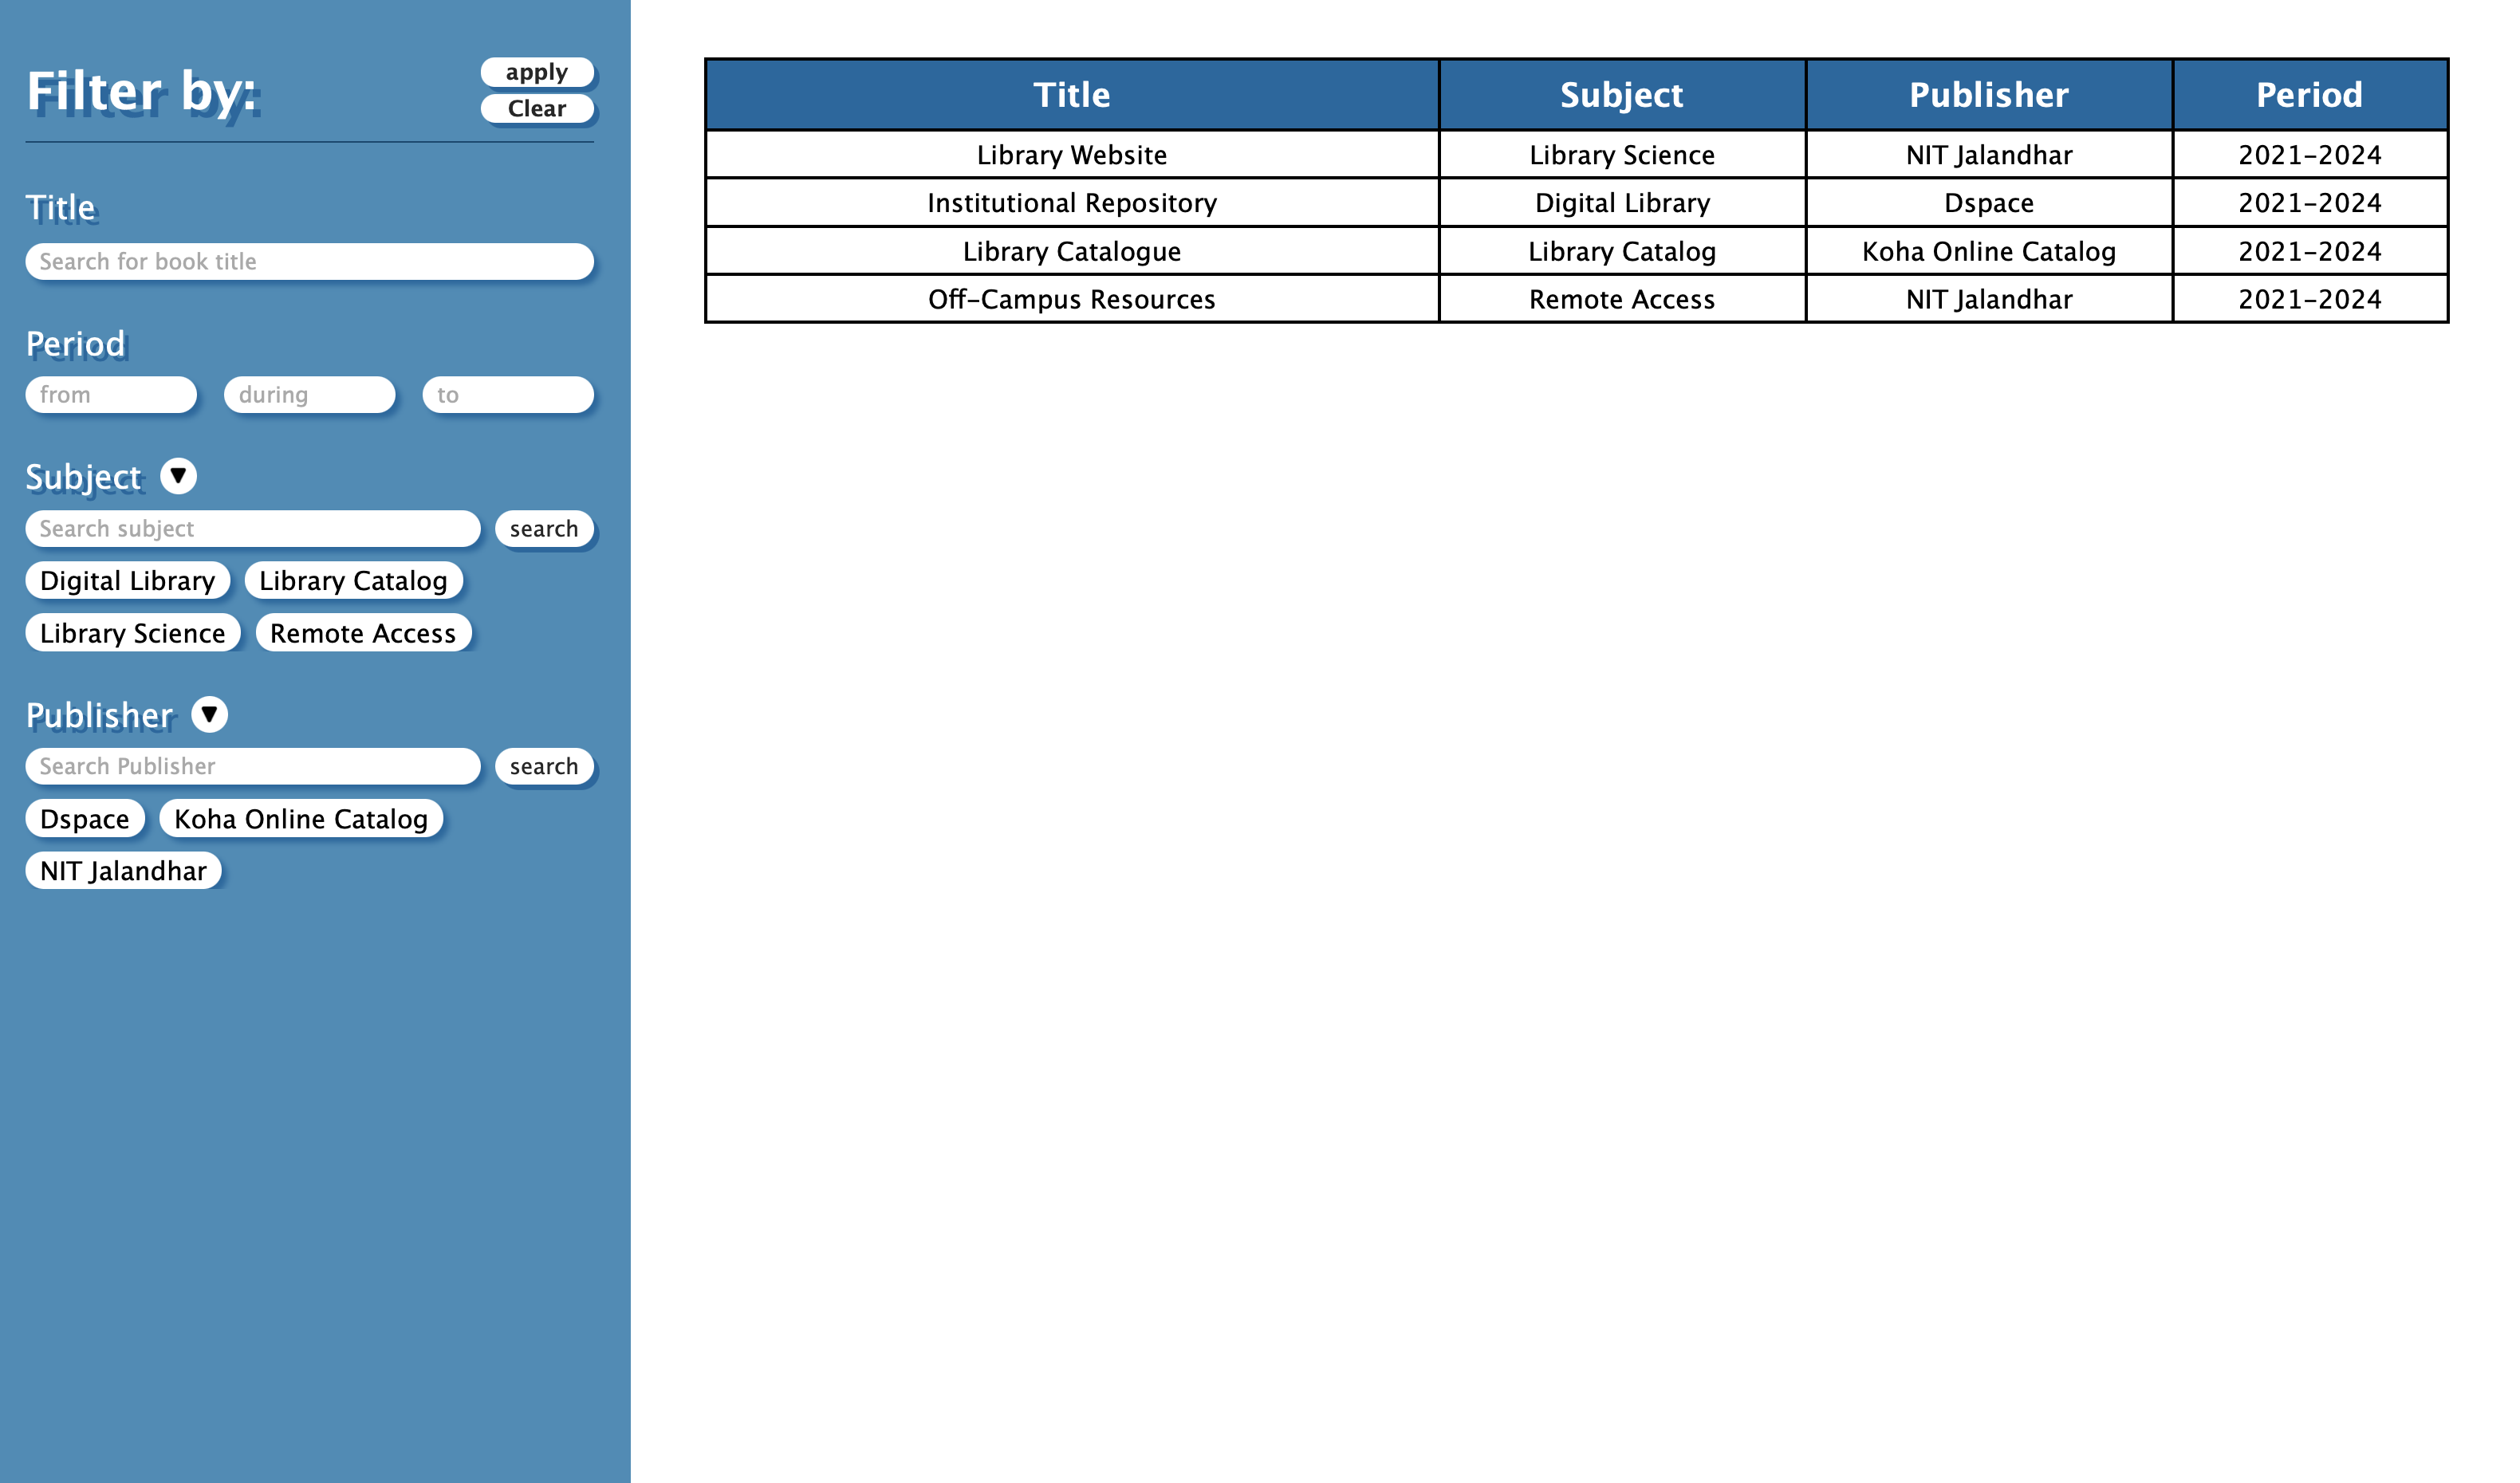 Filter by:
apply
Clear
Title
Search for book title
Period
from during to
Subject ▼
Search subject search
Digital Library Library Catalog
Library Science Remote Access
Publisher ▼
Search Publisher search
Dspace Koha Online Catalog
NIT Jalandhar
Title Subject Publisher Period
Library Website Library Science NIT Jalandhar 2021-2024
Institutional Repository Digital Library Dspace 2021-2024
Library Catalogue Library Catalog Koha Online Catalog 2021-2024
Off-Campus Resources Remote Access NIT Jalandhar 2021-2024